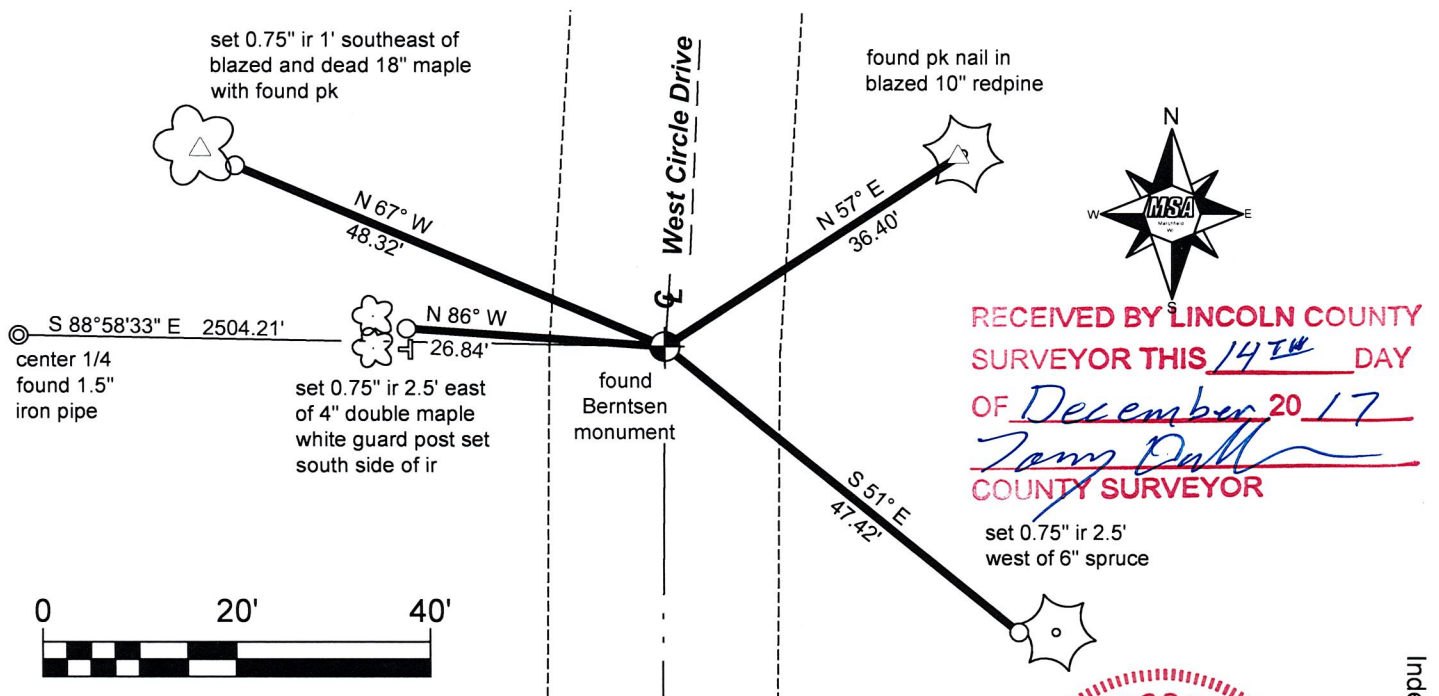 set 0.75" ir 1' southeast of
blazed and dead 18" maple
with found pk
West Circle Drive
found pk nail in
blazed 10" redpine
N
W
E
S
MSA
N 67° W
48.32'
N 57° E
36.40'
S 88°58'33" E 2504.21'
N 86° W
26.84'
center 1/4
found 1.5"
iron pipe
set 0.75" ir 2.5' east
of 4" double maple
white guard post set
south side of ir
found
Berntsen
monument
RECEIVED BY LINCOLN COUNTY
SURVEYOR THIS 14TH DAY
OF December 20 17
COUNTY SURVEYOR
S 51° E
47.42'
set 0.75" ir 2.5'
west of 6" spruce
0 20' 40'